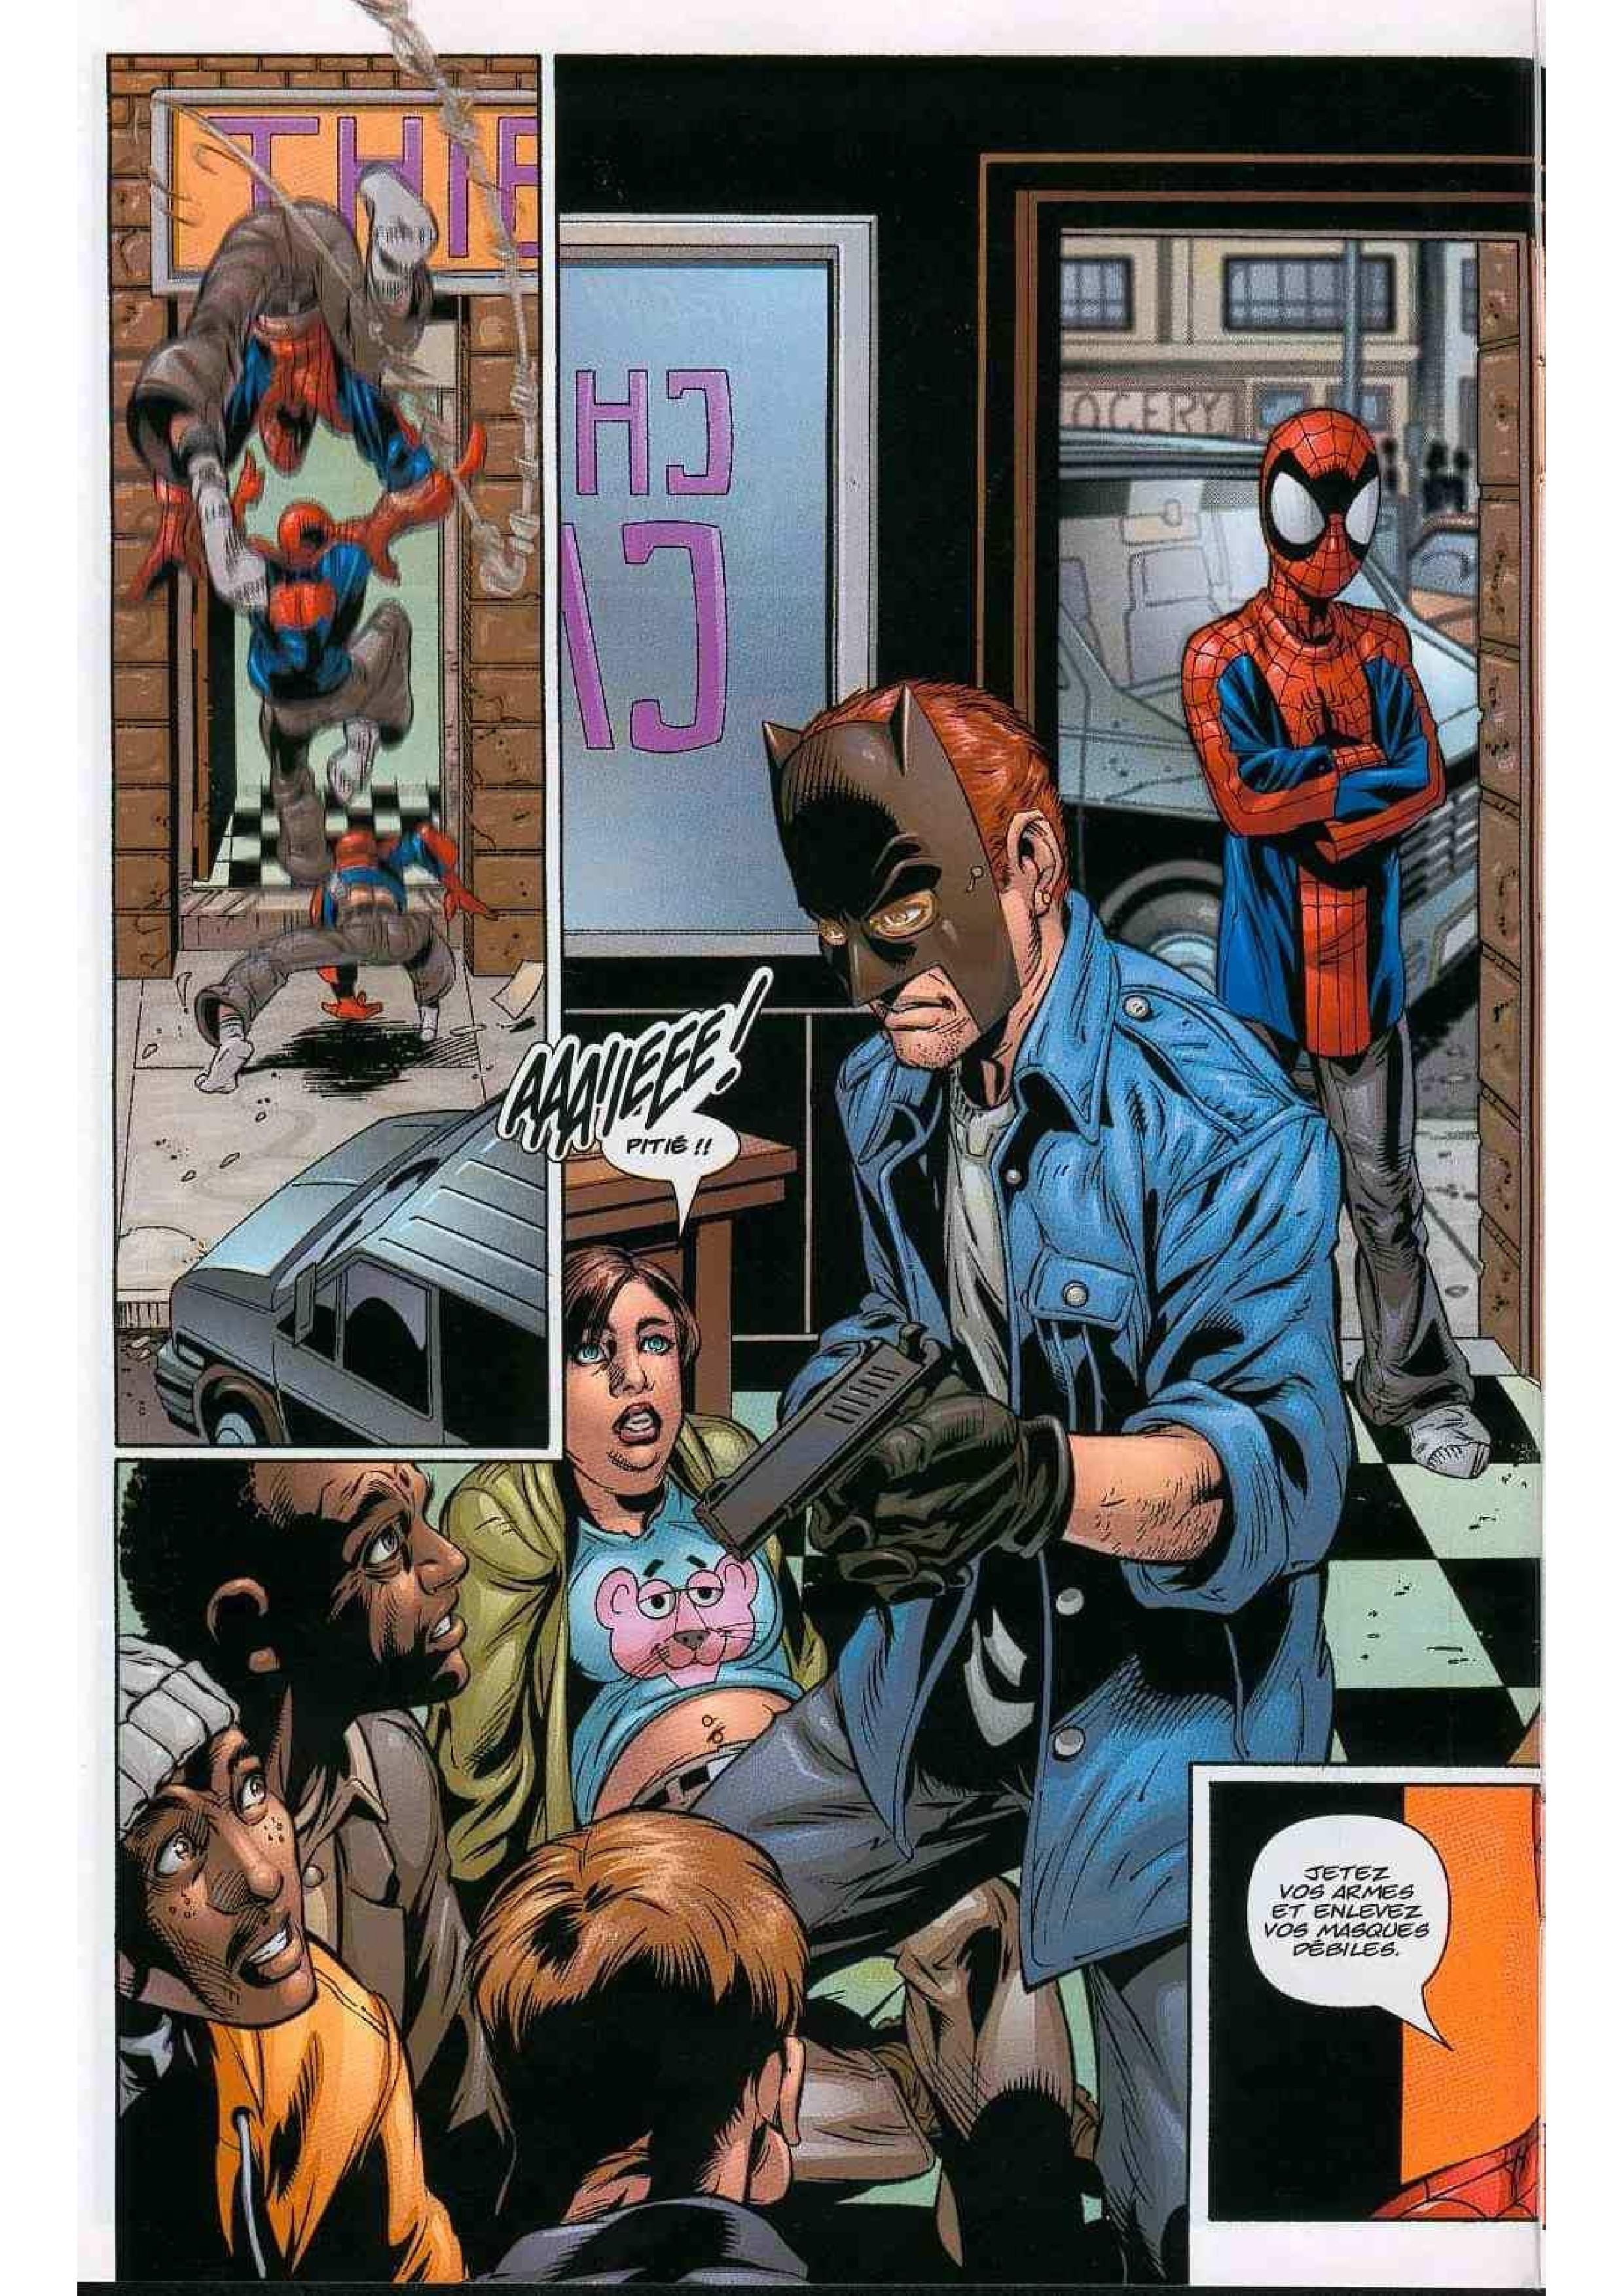 THIE
OCERY
CH
CA
AAAIIEEE!
PITIÉ !!
JETEZ
VOS ARMES
ET ENLEVEZ
VOS MASQUES
DÉBILES.